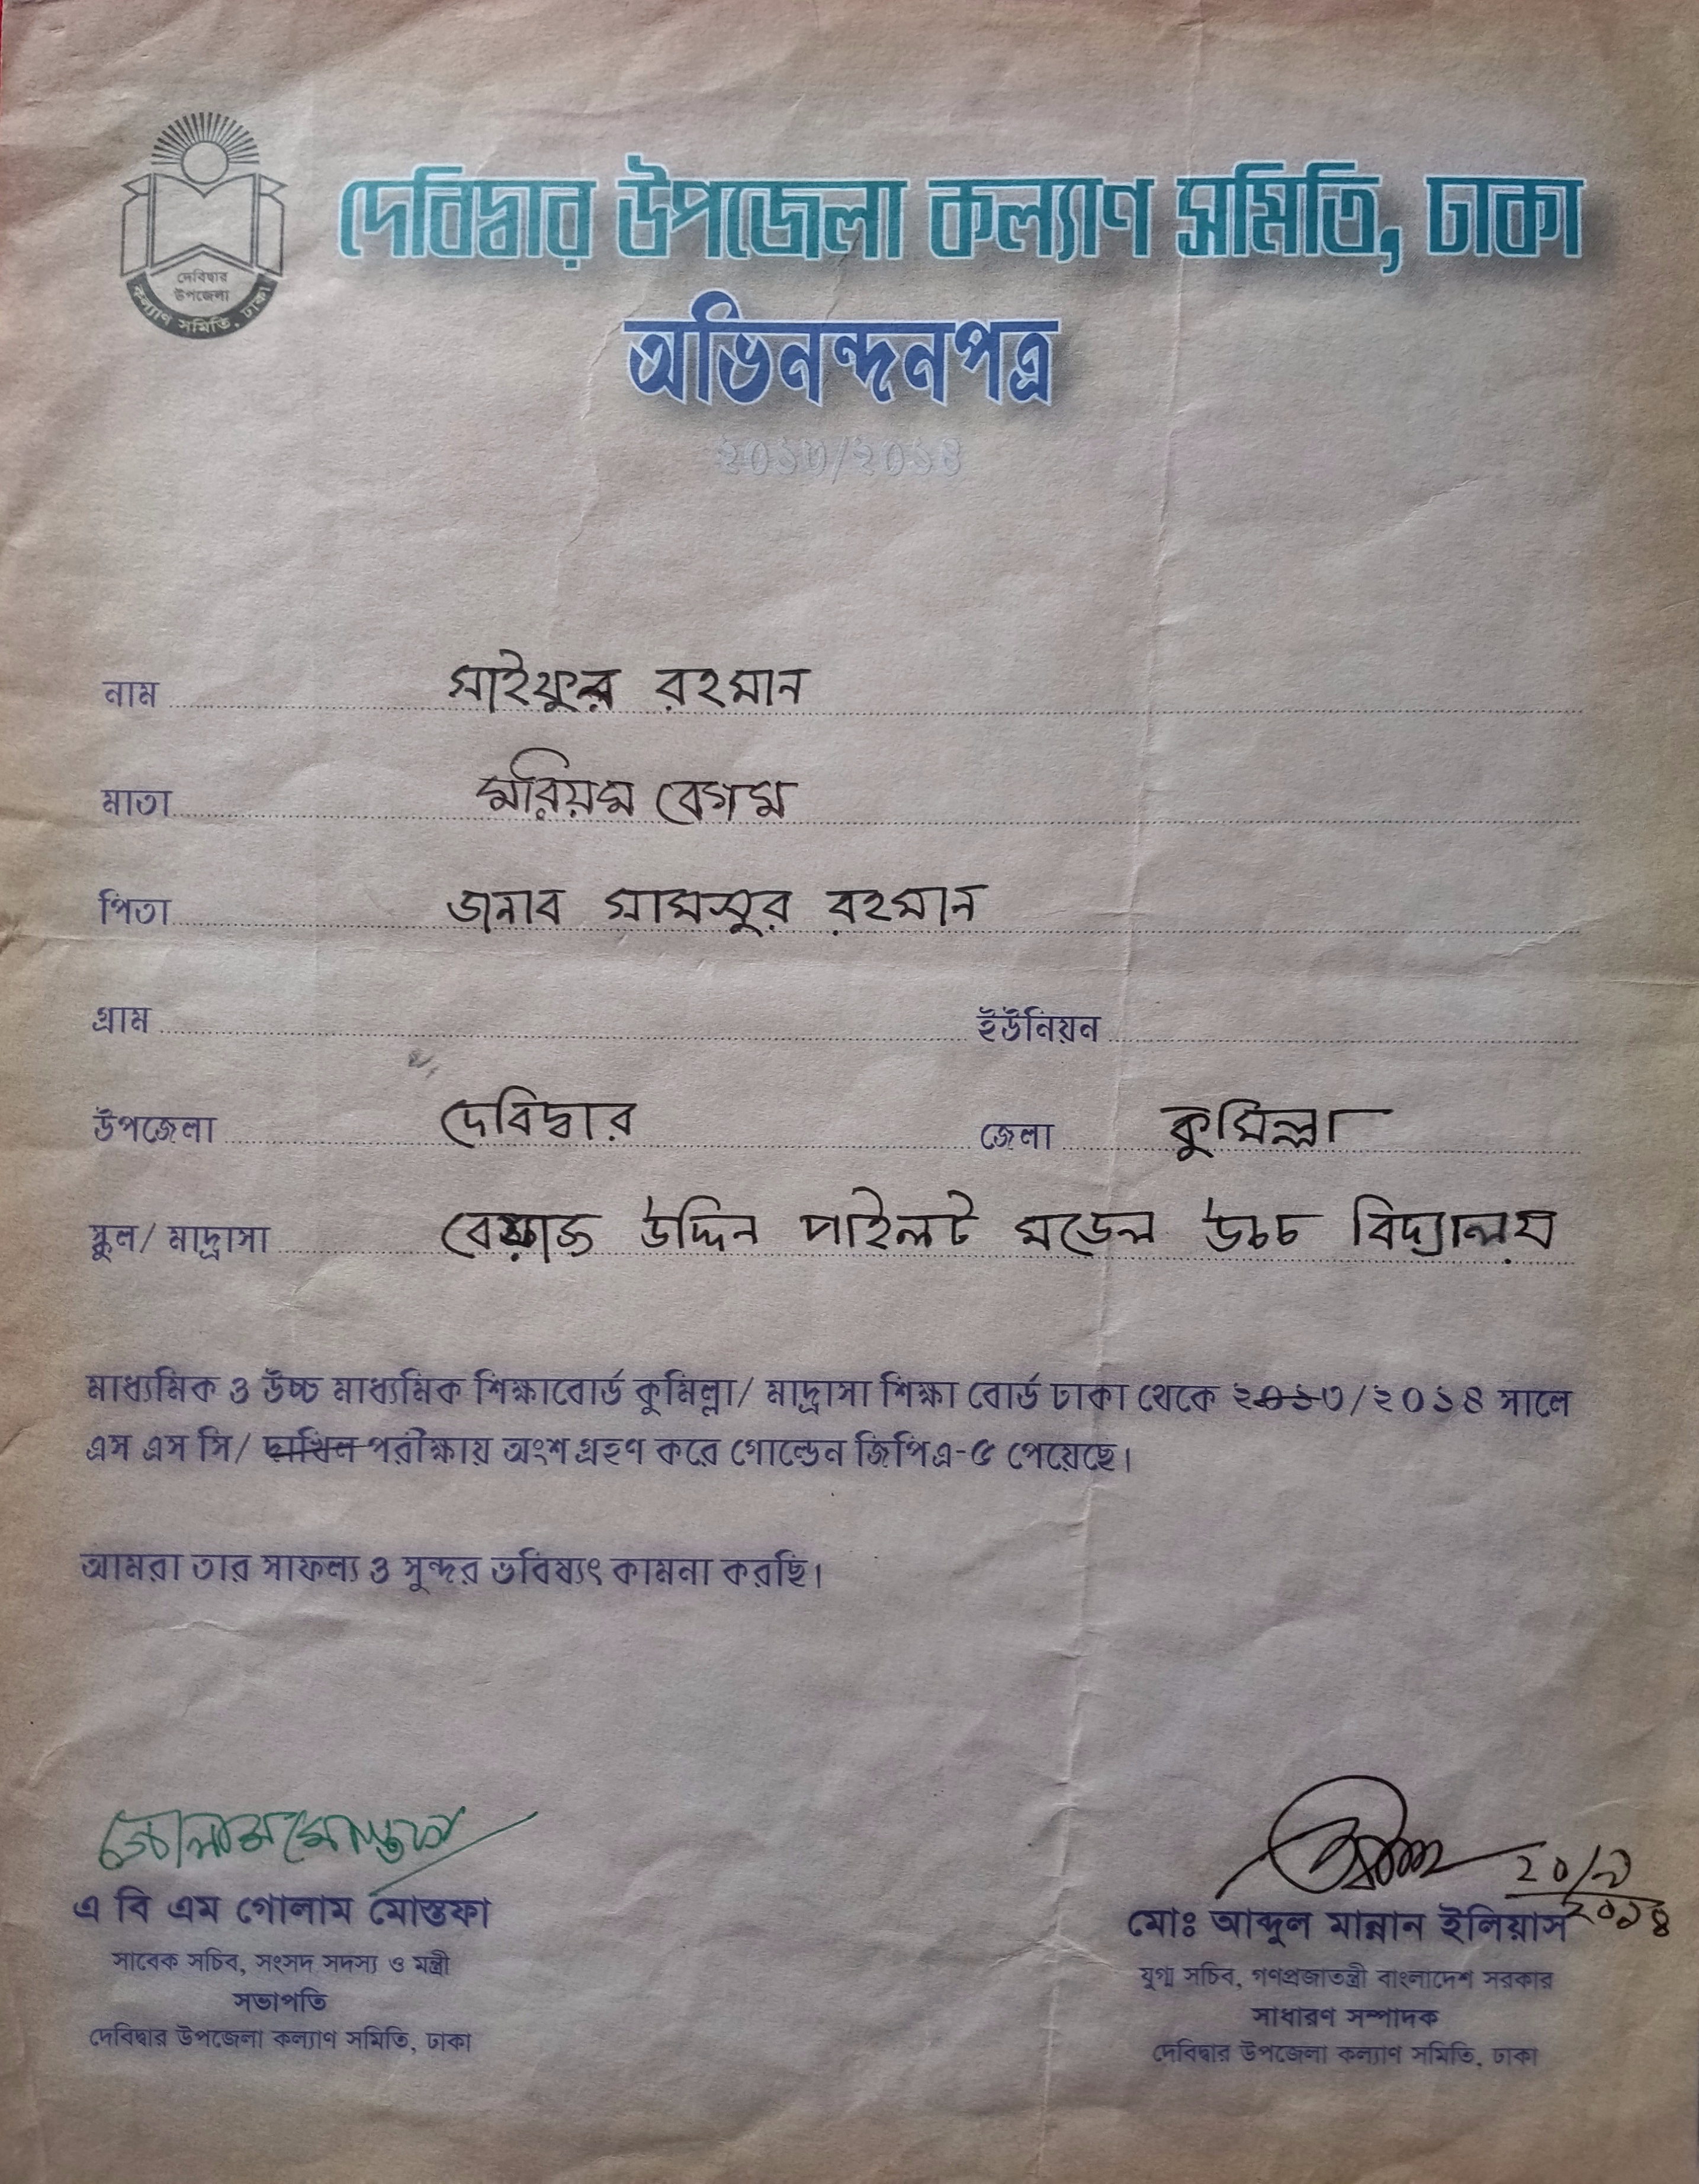 দেবিদ্বার
উপজেলা
কল্যাণ সমিতি, ঢাকা
দেবিদ্বার উপজেলা কল্যাণ সমিতি, ঢাকা
অভিনন্দনপত্র
২০১৩/২০১৪
নাম সাইফুর রহমান
মাতা মরিয়ম বেগম
পিতা জনাব সামসুর রহমান
গ্রাম ইউনিয়ন
উপজেলা দেবিদ্বার জেলা কুমিল্লা
স্কুল/ মাদ্রাসা রেয়াজ উদ্দিন পাইলট মডেল উচ্চ বিদ্যালয়
মাধ্যমিক ও উচ্চ মাধ্যমিক শিক্ষাবোর্ড কুমিল্লা/ মাদ্রাসা শিক্ষা বোর্ড ঢাকা থেকে ২০১৩/২০১৪ সালে
এস এস সি/ দাখিল পরীক্ষায় অংশ গ্রহণ করে গোল্ডেন জিপিএ-৫ পেয়েছে।
আমরা তার সাফল্য ও সুন্দর ভবিষ্যৎ কামনা করছি।
গোলাম মোস্তফা
২০/৯
২০১৪
এ বি এম গোলাম মোস্তফা
সাবেক সচিব, সংসদ সদস্য ও মন্ত্রী
সভাপতি
দেবিদ্বার উপজেলা কল্যাণ সমিতি, ঢাকা
মোঃ আব্দুল মান্নান ইলিয়াস
যুগ্ম সচিব, গণপ্রজাতন্ত্রী বাংলাদেশ সরকার
সাধারণ সম্পাদক
দেবিদ্বার উপজেলা কল্যাণ সমিতি, ঢাকা